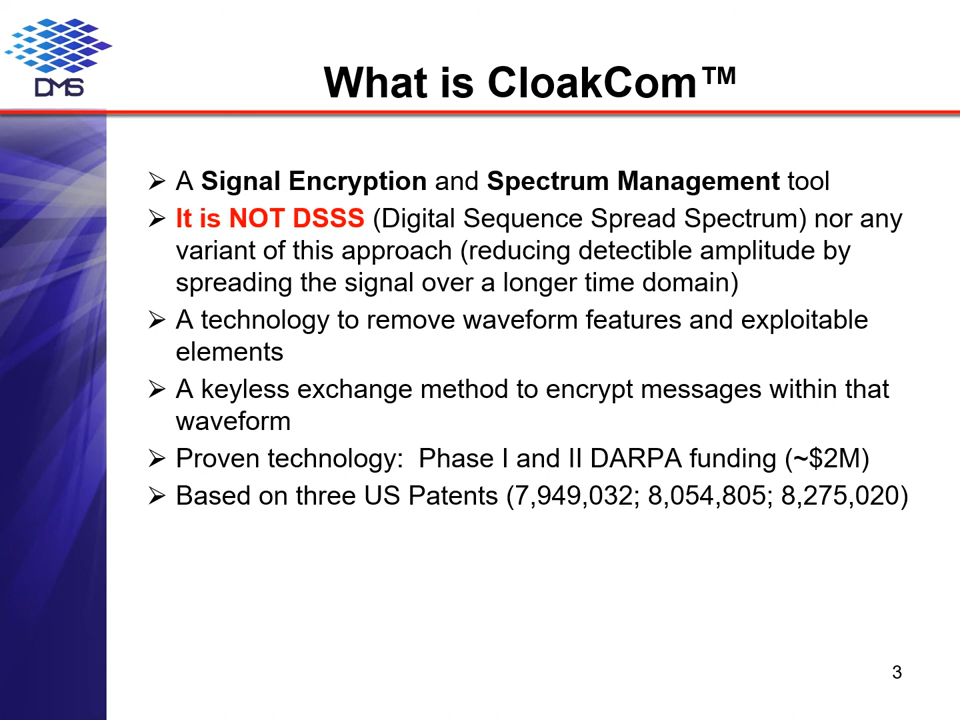 DMS
What is CloakCom™
➢ A Signal Encryption and Spectrum Management tool
➢ It is NOT DSSS (Digital Sequence Spread Spectrum) nor any
variant of this approach (reducing detectible amplitude by
spreading the signal over a longer time domain)
➢ A technology to remove waveform features and exploitable
elements
➢ A keyless exchange method to encrypt messages within that
waveform
➢ Proven technology:  Phase I and II DARPA funding (~$2M)
➢ Based on three US Patents (7,949,032; 8,054,805; 8,275,020)
3